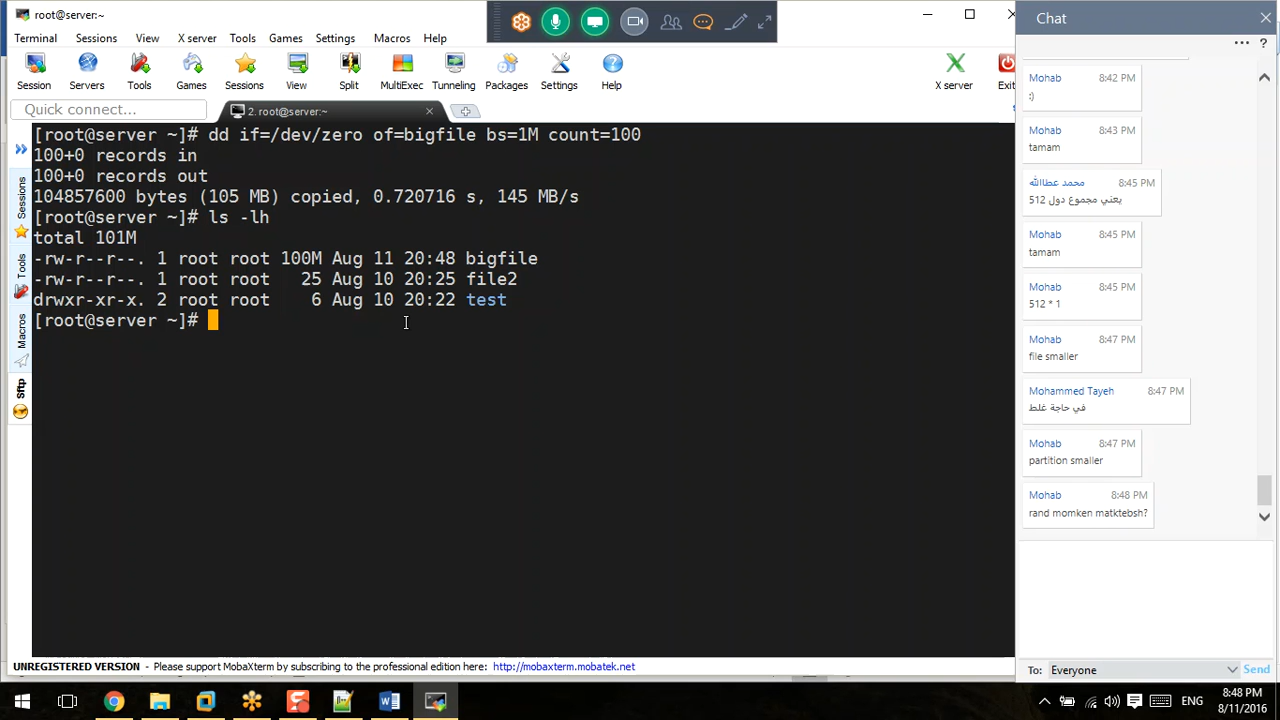 root@server:~
Terminal Sessions View X server Tools Games Settings Macros Help
Session Servers Tools Games Sessions View Split MultiExec Tunneling Packages Settings Help X server Exit
Quick connect...
2. root@server:~
[root@server ~]# dd if=/dev/zero of=bigfile bs=1M count=100
100+0 records in
100+0 records out
104857600 bytes (105 MB) copied, 0.720716 s, 145 MB/s
[root@server ~]# ls -lh
total 101M
-rw-r--r--. 1 root root 100M Aug 11 20:48 bigfile
-rw-r--r--. 1 root root 25 Aug 10 20:25 file2
drwxr-xr-x. 2 root root 6 Aug 10 20:22 test
[root@server ~]#
Sessions
Tools
Macros
Sftp
UNREGISTERED VERSION - Please support MobaXterm by subscribing to the professional edition here: http://mobaxterm.mobatek.net
Chat
Mohab 8:42 PM
:)
Mohab 8:43 PM
tamam
محمد عطاالله 8:45 PM
يعني مجموع دول 512
Mohab 8:45 PM
tamam
Mohab 8:45 PM
512 * 1
Mohab 8:47 PM
file smaller
Mohammed Tayeh 8:47 PM
في حاجة غلط
Mohab 8:47 PM
partition smaller
Mohab 8:48 PM
rand momken matktebsh?
To: Everyone Send
ENG
8:48 PM
8/11/2016